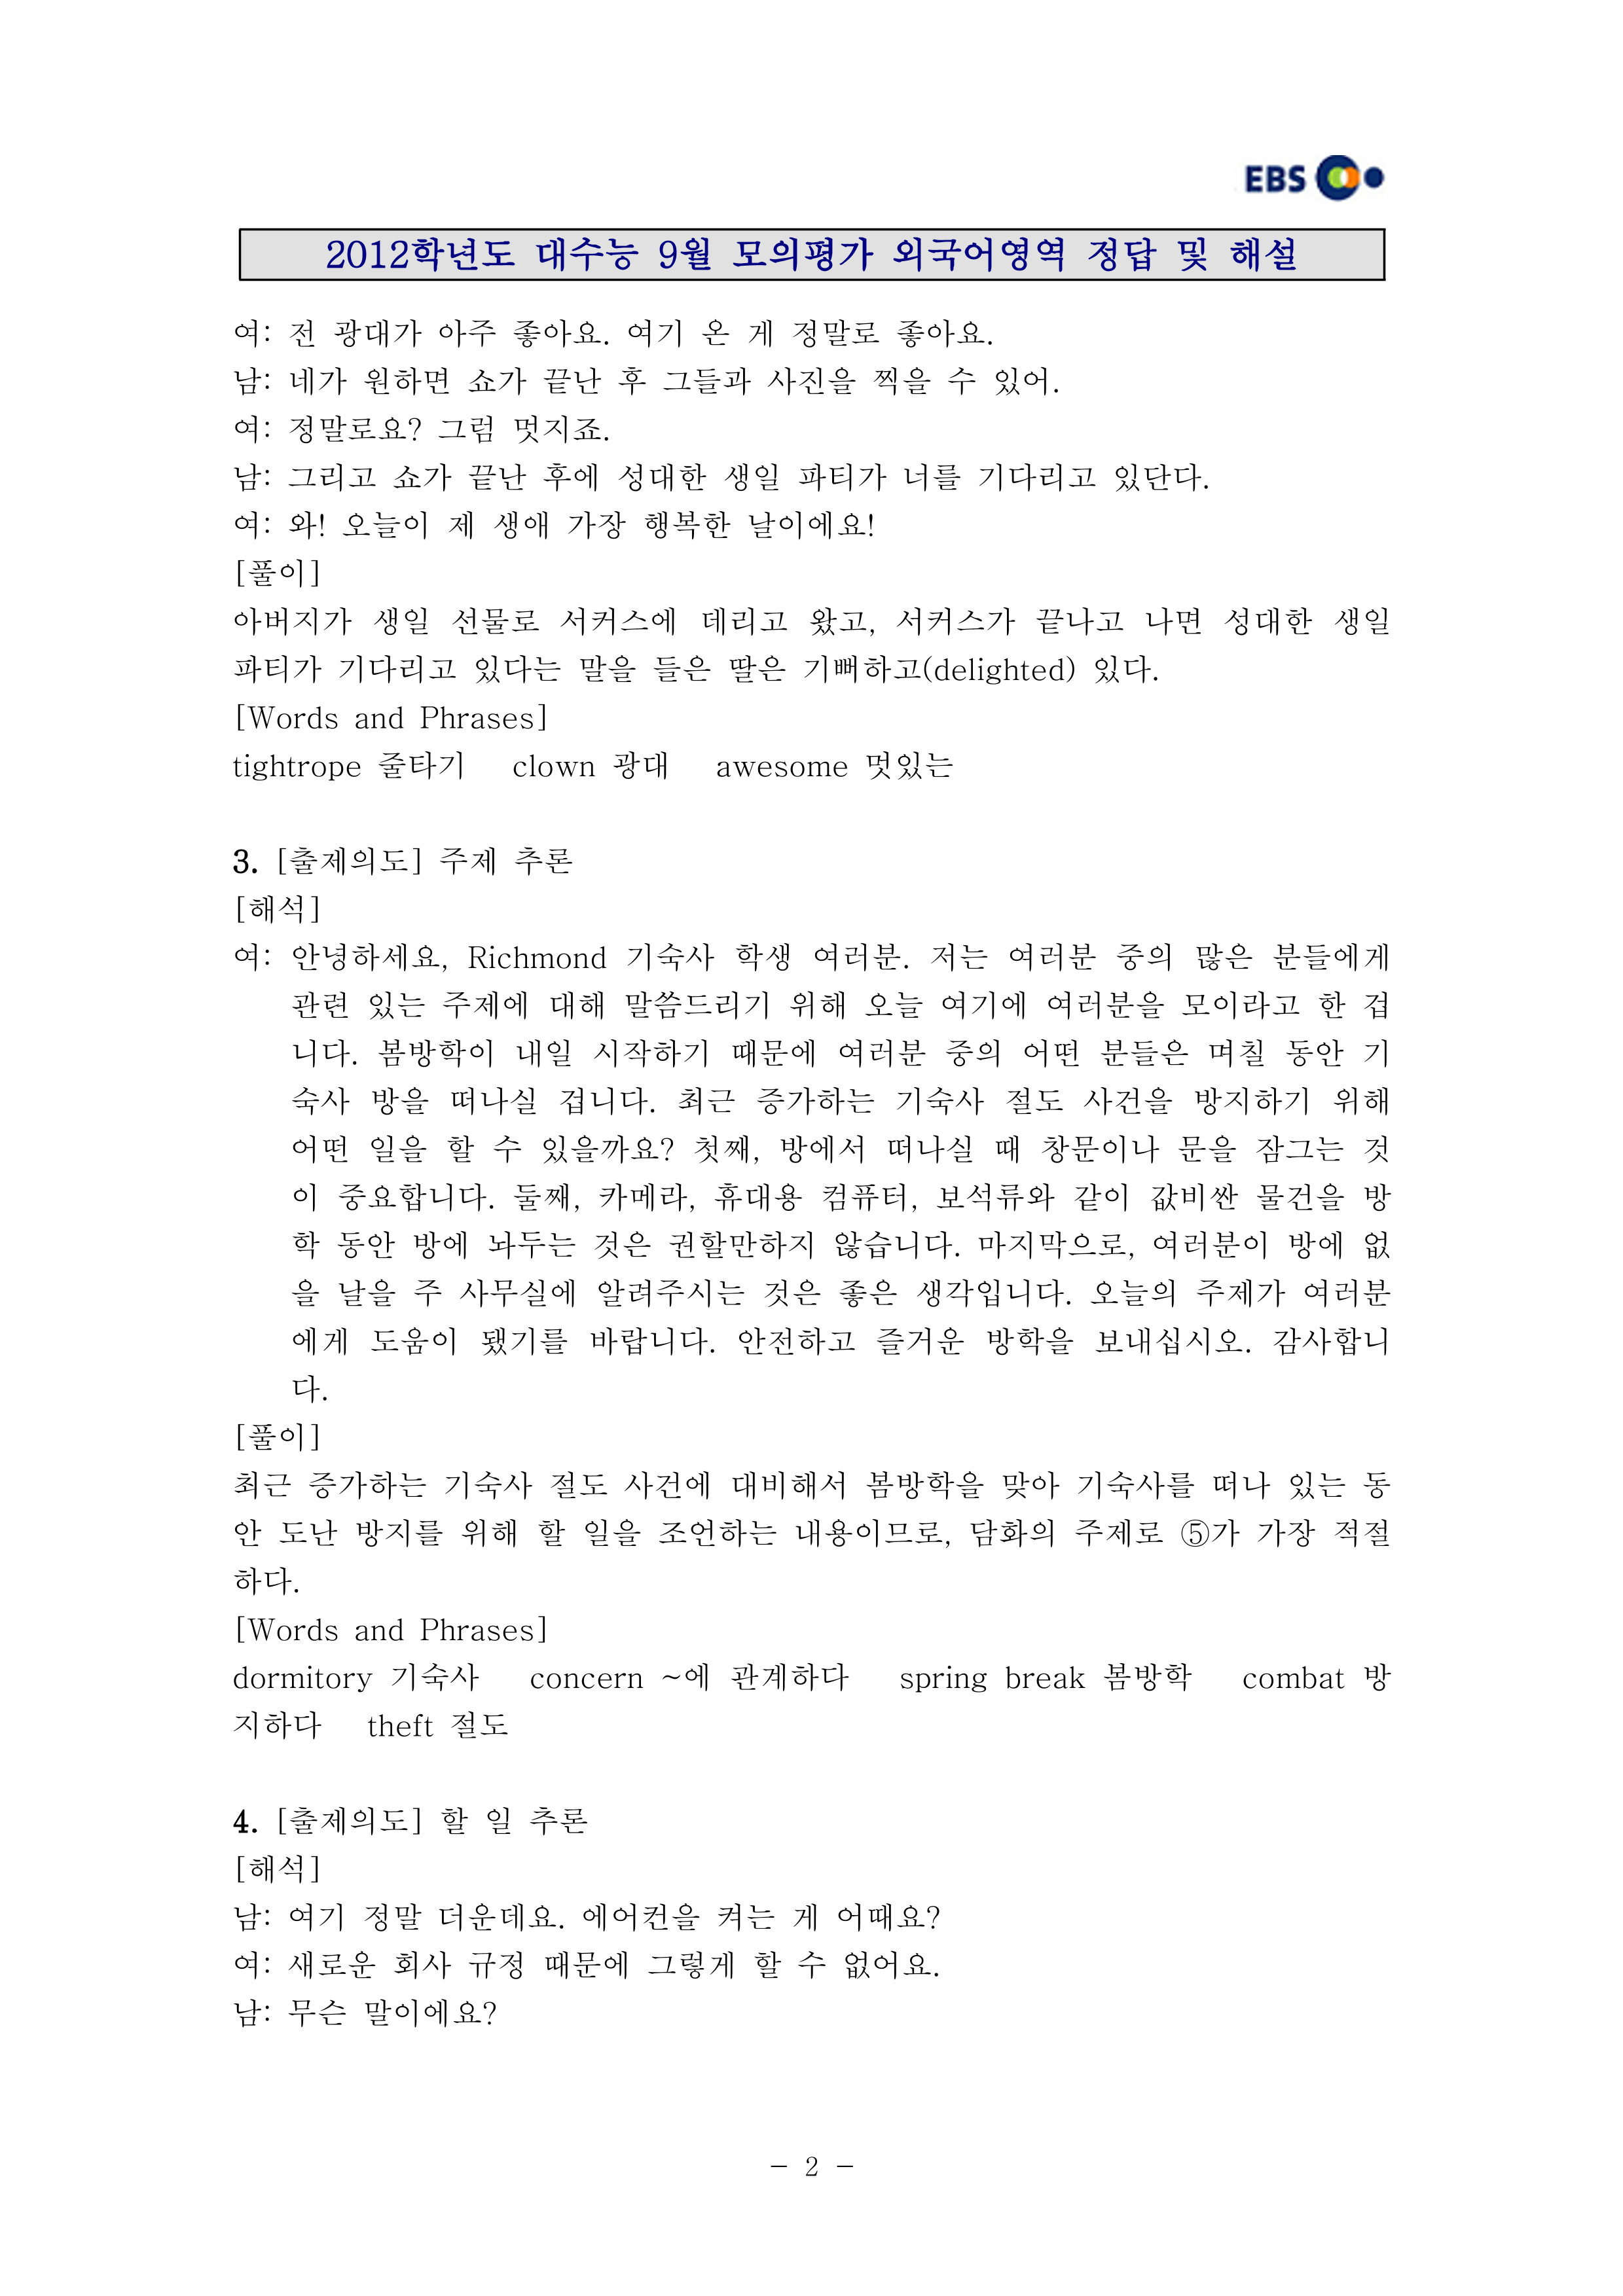 EBS
2012학년도 대수능 9월 모의평가 외국어영역 정답 및 해설
여: 전 광대가 아주 좋아요. 여기 온 게 정말로 좋아요.
남: 네가 원하면 쇼가 끝난 후 그들과 사진을 찍을 수 있어.
여: 정말로요? 그럼 멋지죠.
남: 그리고 쇼가 끝난 후에 성대한 생일 파티가 너를 기다리고 있단다.
여: 와! 오늘이 제 생애 가장 행복한 날이에요!
[풀이]
아버지가 생일 선물로 서커스에 데리고 왔고, 서커스가 끝나고 나면 성대한 생일
파티가 기다리고 있다는 말을 들은 딸은 기뻐하고(delighted) 있다.
[Words and Phrases]
tightrope 줄타기 clown 광대 awesome 멋있는
3. [출제의도] 주제 추론
[해석]
여: 안녕하세요, Richmond 기숙사 학생 여러분. 저는 여러분 중의 많은 분들에게
관련 있는 주제에 대해 말씀드리기 위해 오늘 여기에 여러분을 모이라고 한 겁
니다. 봄방학이 내일 시작하기 때문에 여러분 중의 어떤 분들은 며칠 동안 기
숙사 방을 떠나실 겁니다. 최근 증가하는 기숙사 절도 사건을 방지하기 위해
어떤 일을 할 수 있을까요? 첫째, 방에서 떠나실 때 창문이나 문을 잠그는 것
이 중요합니다. 둘째, 카메라, 휴대용 컴퓨터, 보석류와 같이 값비싼 물건을 방
학 동안 방에 놔두는 것은 권할만하지 않습니다. 마지막으로, 여러분이 방에 없
을 날을 주 사무실에 알려주시는 것은 좋은 생각입니다. 오늘의 주제가 여러분
에게 도움이 됐기를 바랍니다. 안전하고 즐거운 방학을 보내십시오. 감사합니
다.
[풀이]
최근 증가하는 기숙사 절도 사건에 대비해서 봄방학을 맞아 기숙사를 떠나 있는 동
안 도난 방지를 위해 할 일을 조언하는 내용이므로, 담화의 주제로 ⑤가 가장 적절
하다.
[Words and Phrases]
dormitory 기숙사 concern ~에 관계하다 spring break 봄방학 combat 방
지하다 theft 절도
4. [출제의도] 할 일 추론
[해석]
남: 여기 정말 더운데요. 에어컨을 켜는 게 어때요?
여: 새로운 회사 규정 때문에 그렇게 할 수 없어요.
남: 무슨 말이에요?
- 2 -